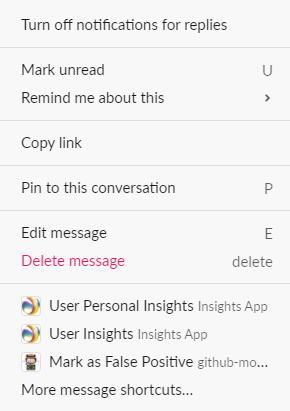 Turn off notifications for replies
Mark unread U
Remind me about this
Copy link
Pin to this conversation P
Edit message E
Delete message delete
User Personal Insights Insights App
User Insights Insights App
Mark as False Positive github-mo...
More message shortcuts...